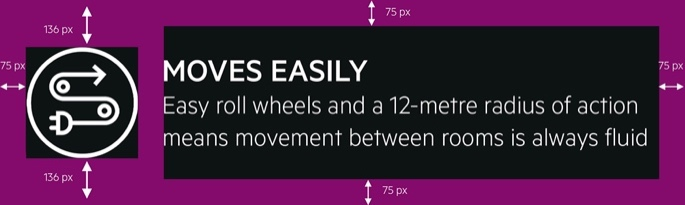 136 px
75 px
75 px
75 px
MOVES EASILY
Easy roll wheels and a 12-metre radius of action
means movement between rooms is always fluid
136 px
75 px